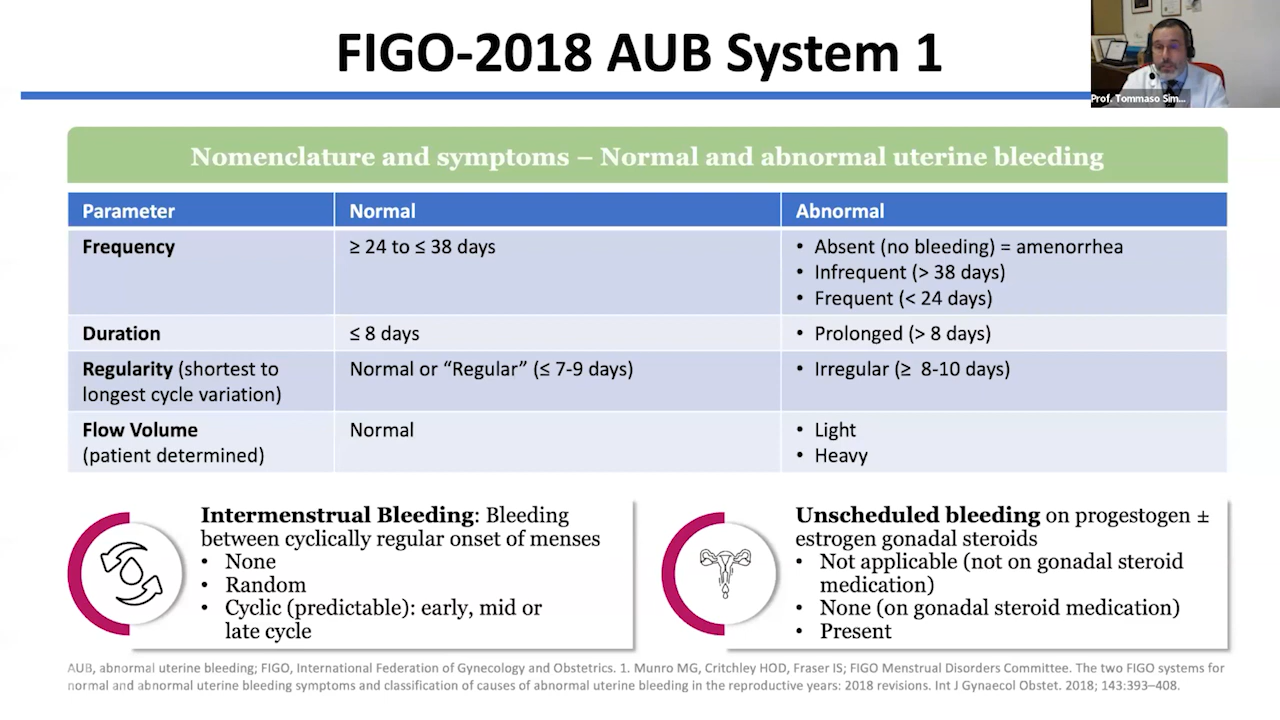 FIGO-2018 AUB System 1
Prof. Tommaso Sim...
Nomenclature and symptoms – Normal and abnormal uterine bleeding
Parameter Normal Abnormal
Frequency ≥ 24 to ≤ 38 days • Absent (no bleeding) = amenorrhea
• Infrequent (> 38 days)
• Frequent (< 24 days)
Duration ≤ 8 days • Prolonged (> 8 days)
Regularity (shortest to Normal or “Regular” (≤ 7-9 days) • Irregular (≥ 8-10 days)
longest cycle variation)
Flow Volume Normal • Light
(patient determined) • Heavy
Intermenstrual Bleeding: Bleeding
between cyclically regular onset of menses
• None
• Random
• Cyclic (predictable): early, mid or
late cycle
Unscheduled bleeding on progestogen ±
estrogen gonadal steroids
• Not applicable (not on gonadal steroid
medication)
• None (on gonadal steroid medication)
• Present
AUB, abnormal uterine bleeding; FIGO, International Federation of Gynecology and Obstetrics. 1. Munro MG, Critchley HOD, Fraser IS; FIGO Menstrual Disorders Committee. The two FIGO systems for
normal and abnormal uterine bleeding symptoms and classification of causes of abnormal uterine bleeding in the reproductive years: 2018 revisions. Int J Gynaecol Obstet. 2018; 143:393–408.